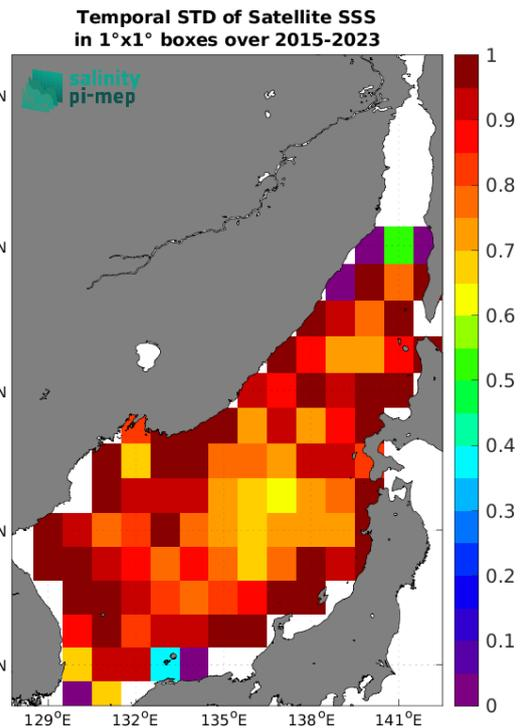 Temporal STD of Satellite SSS
in 1°x1° boxes over 2015-2023
salinity
pi-mep
N
N
N
N
N
1
0.9
0.8
0.7
0.6
0.5
0.4
0.3
0.2
0.1
0
129°E 132°E 135°E 138°E 141°E